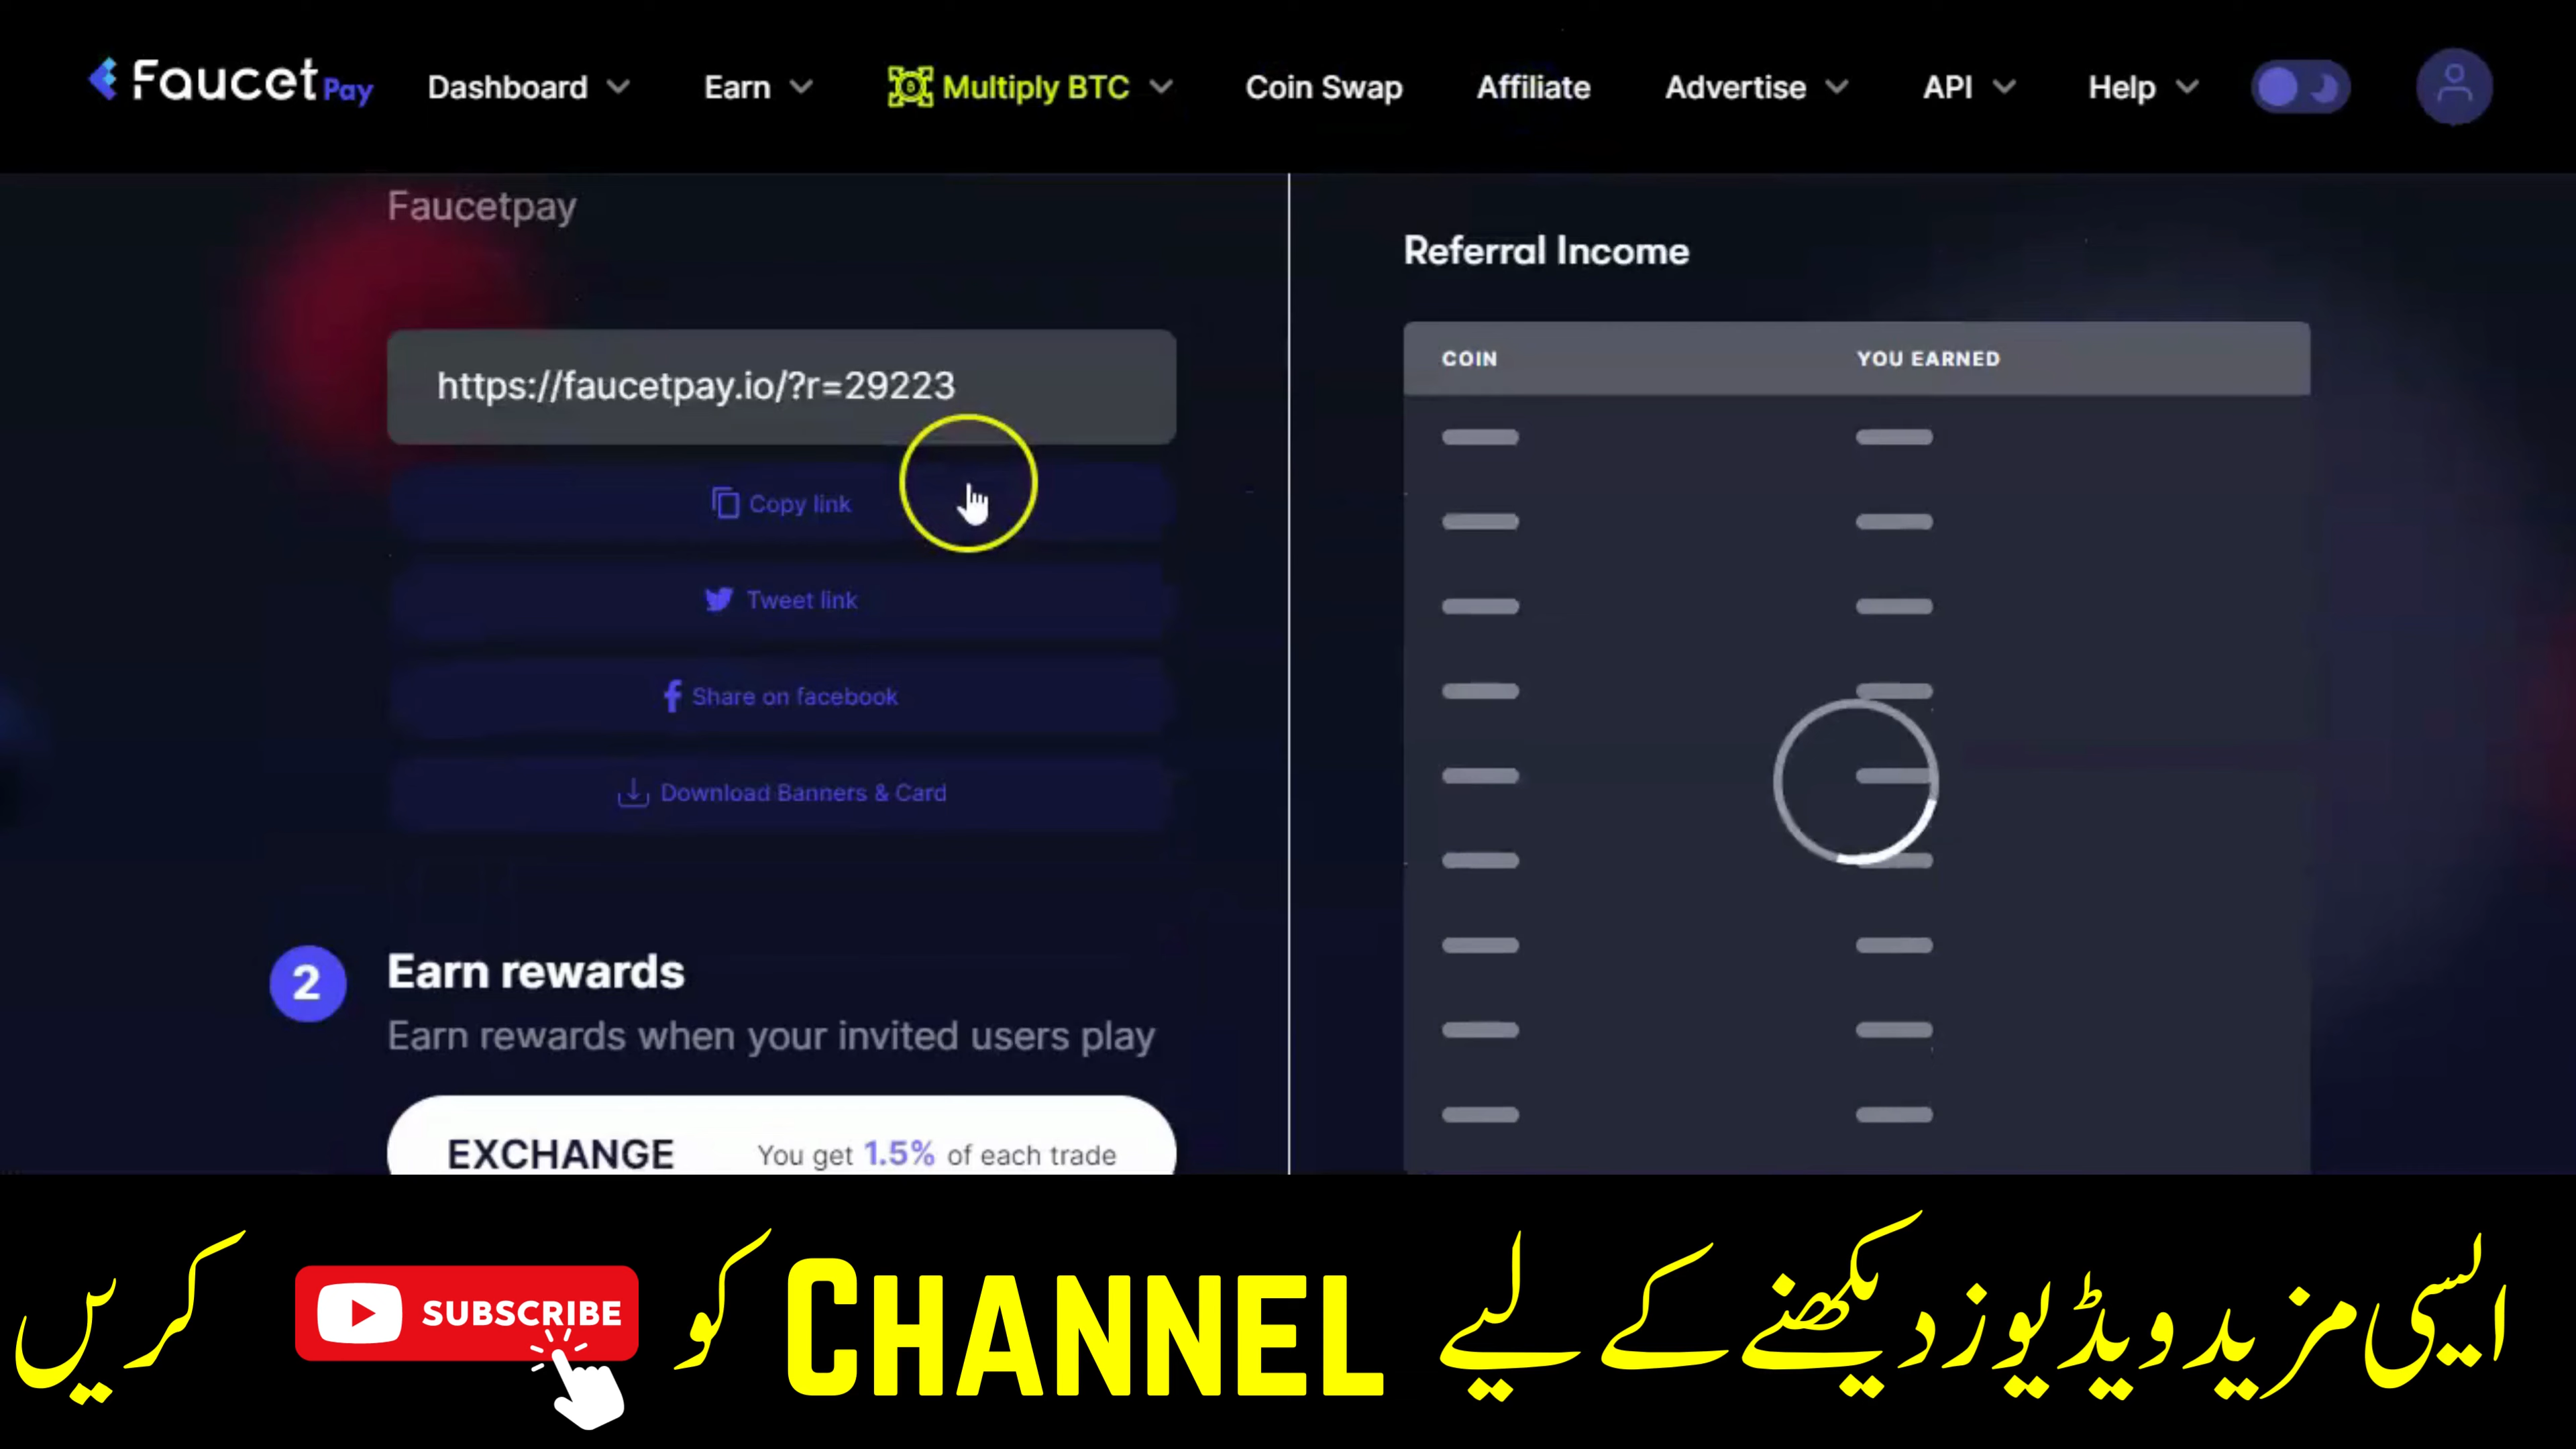 FaucetPay Dashboard Earn Multiply BTC Coin Swap Affiliate Advertise API Help
Faucetpay
https://faucetpay.io/?r=29223
Copy link
Tweet link
Share on facebook
Download Banners & Card
2 Earn rewards
Earn rewards when your invited users play
EXCHANGE You get 1.5% of each trade
Referral Income
COIN YOU EARNED
ایسی مزید ویڈیوز دیکھنے کے لیے CHANNEL کو SUBSCRIBE کریں